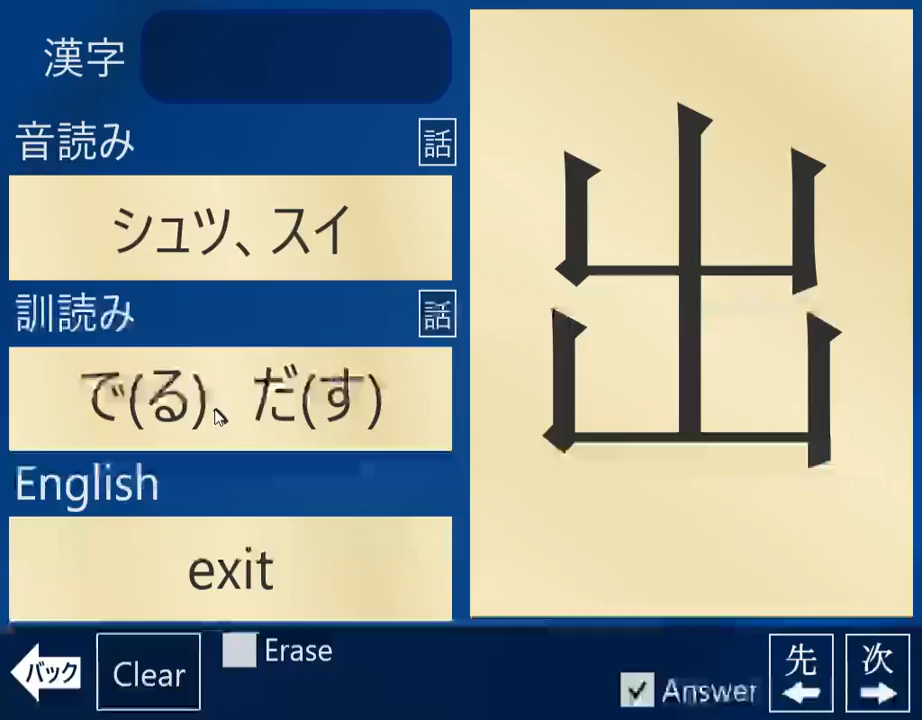 漢字
音読み 話
シュツ、スイ
訓読み 話
で(る)、だ(す)
English
exit
出
バック
Clear
Erase
Answer
先
次